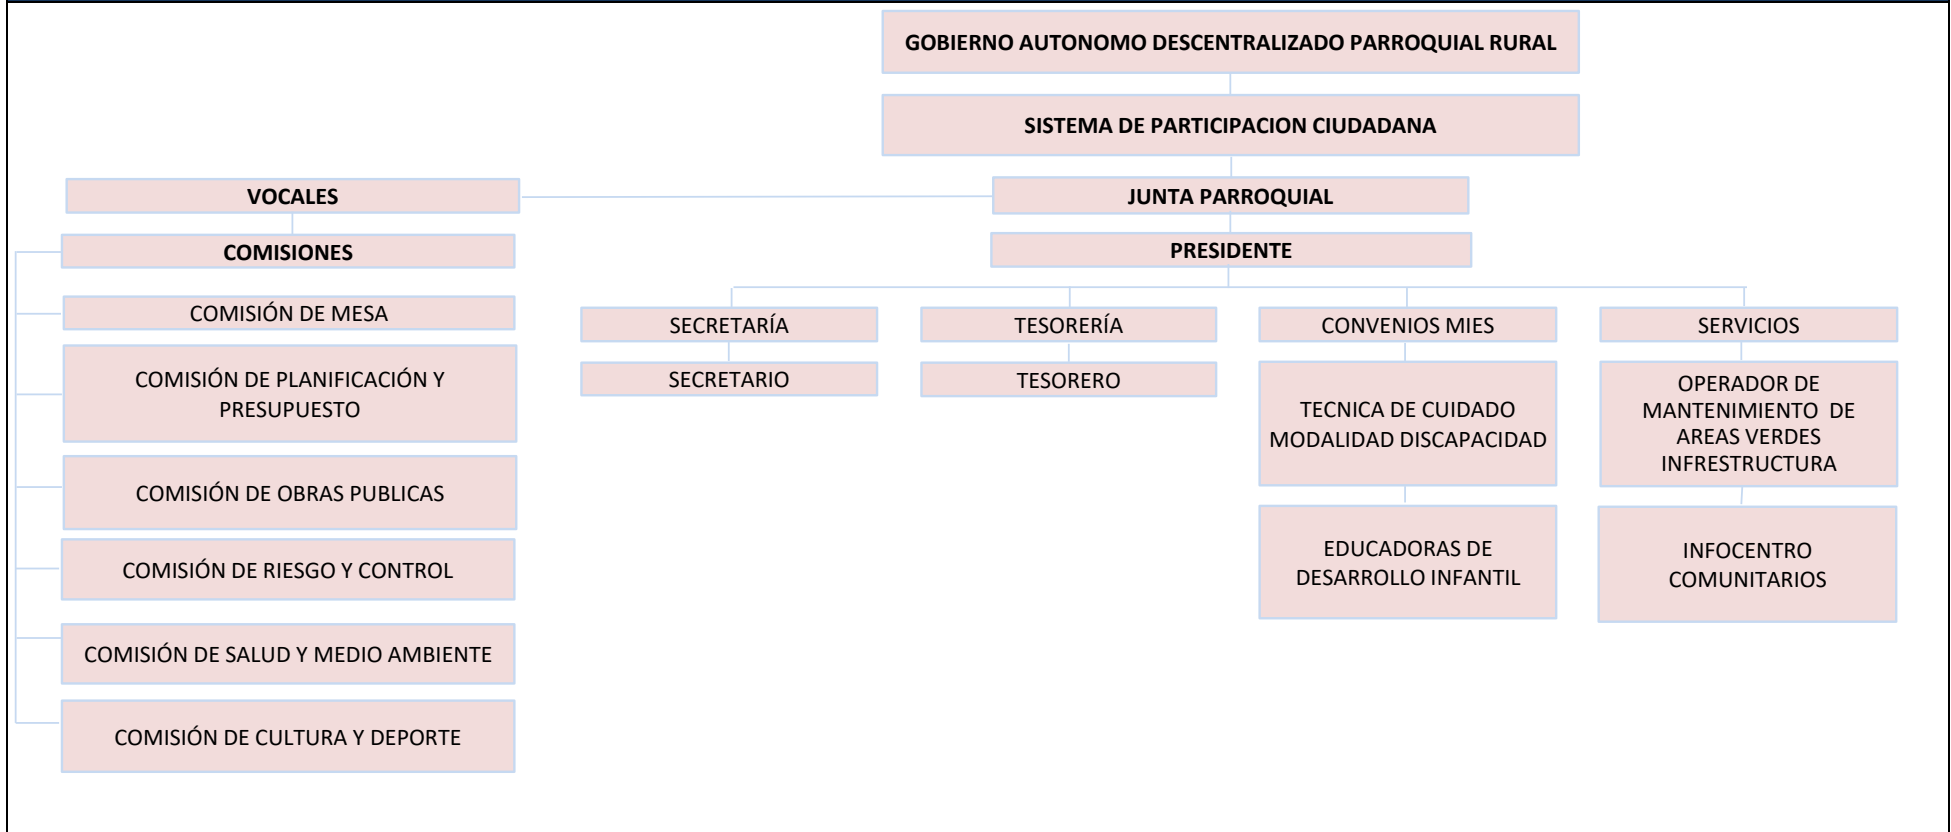 GOBIERNO AUTONOMO DESCENTRALIZADO PARROQUIAL RURAL
SISTEMA DE PARTICIPACION CIUDADANA
VOCALES
JUNTA PARROQUIAL
COMISIONES
PRESIDENTE
COMISIÓN DE MESA
COMISIÓN DE PLANIFICACIÓN Y
PRESUPUESTO
COMISIÓN DE OBRAS PUBLICAS
COMISIÓN DE RIESGO Y CONTROL
COMISIÓN DE SALUD Y MEDIO AMBIENTE
COMISIÓN DE CULTURA Y DEPORTE
SECRETARÍA
SECRETARIO
TESORERÍA
TESORERO
CONVENIOS MIES
TECNICA DE CUIDADO
MODALIDAD DISCAPACIDAD
EDUCADORAS DE
DESARROLLO INFANTIL
SERVICIOS
OPERADOR DE
MANTENIMIENTO DE
AREAS VERDES
INFRESTRUCTURA
INFOCENTRO
COMUNITARIOS